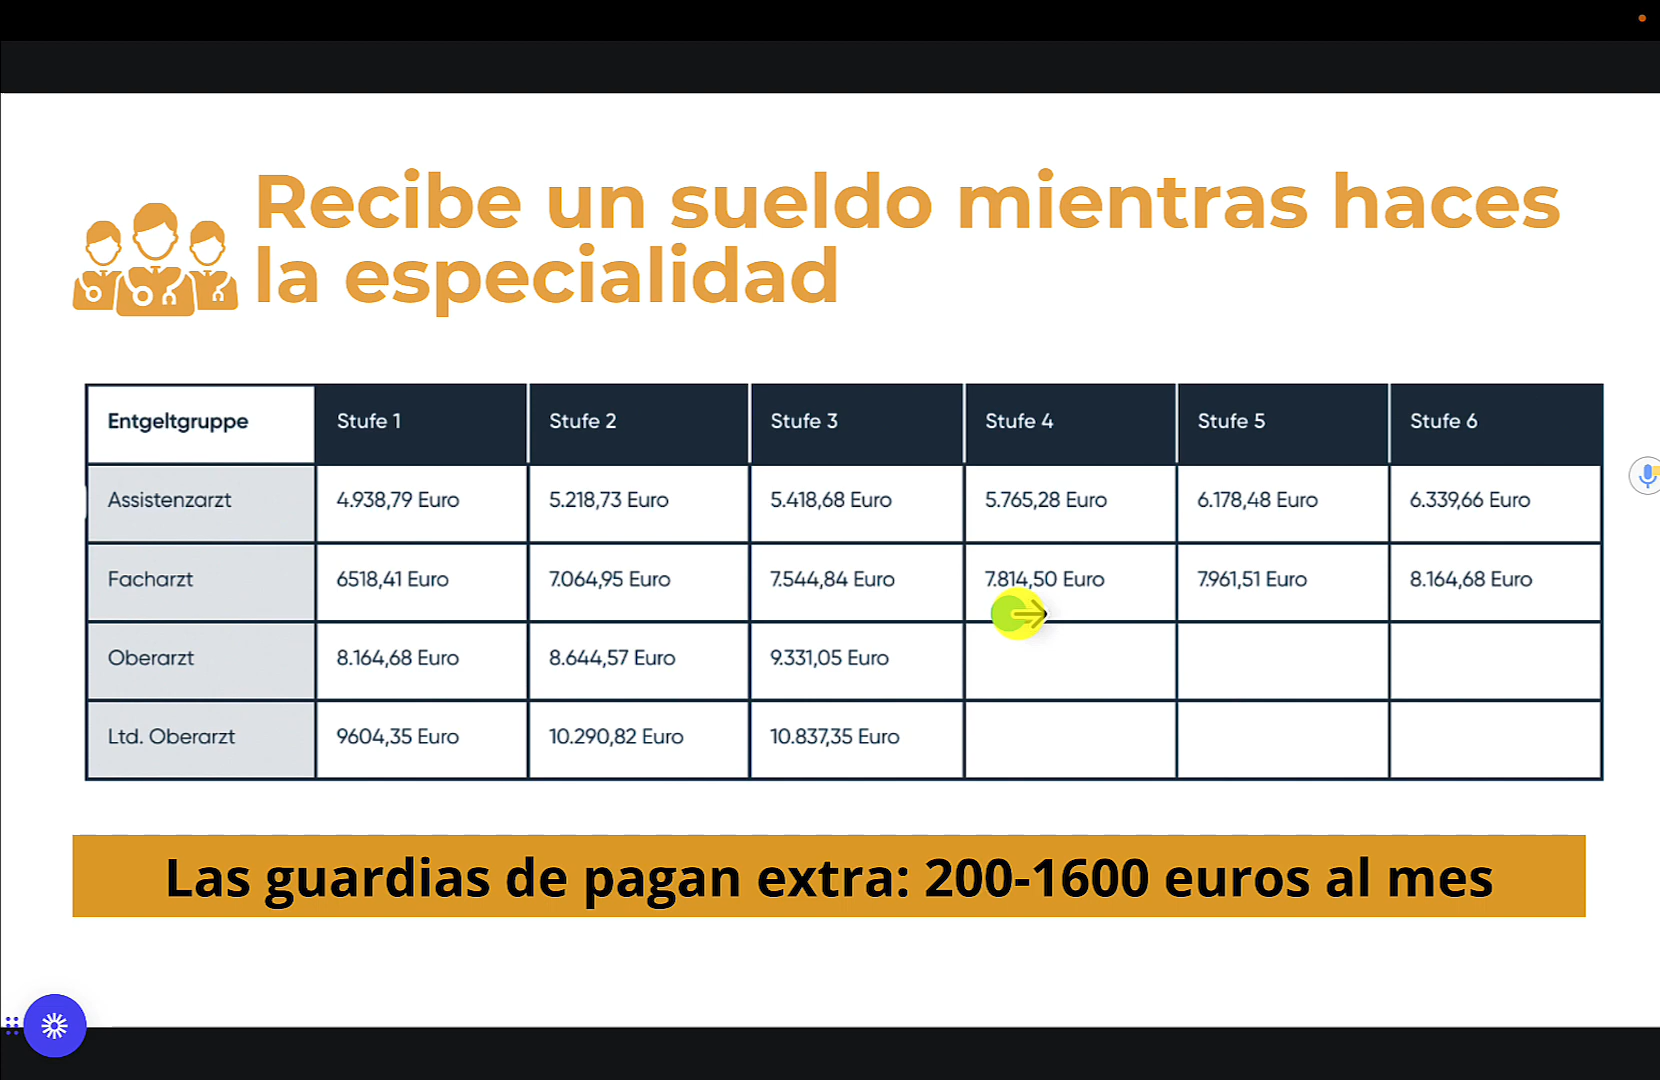 Recibe un sueldo mientras haces
la especialidad
Entgeltgruppe Stufe 1 Stufe 2 Stufe 3 Stufe 4 Stufe 5 Stufe 6
Assistenzarzt 4.938,79 Euro 5.218,73 Euro 5.418,68 Euro 5.765,28 Euro 6.178,48 Euro 6.339,66 Euro
Facharzt 6518,41 Euro 7.064,95 Euro 7.544,84 Euro 7.814,50 Euro 7.961,51 Euro 8.164,68 Euro
Oberarzt 8.164,68 Euro 8.644,57 Euro 9.331,05 Euro
Ltd. Oberarzt 9604,35 Euro 10.290,82 Euro 10.837,35 Euro
Las guardias de pagan extra: 200-1600 euros al mes